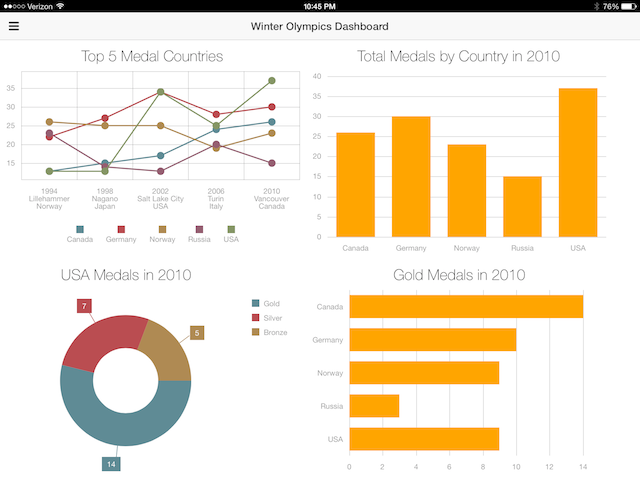 Verizon 10:45 PM 76%
Winter Olympics Dashboard
Top 5 Medal Countries
35
30
25
20
15
1994 1998 2002 2006 2010
Lillehammer Nagano Salt Lake City Turin Vancouver
Norway Japan USA Italy Canada
Canada Germany Norway Russia USA
Total Medals by Country in 2010
40
35
30
25
20
15
10
5
0
Canada Germany Norway Russia USA
USA Medals in 2010
7
5
14
Gold
Silver
Bronze
Gold Medals in 2010
Canada
Germany
Norway
Russia
USA
0 2 4 6 8 10 12 14